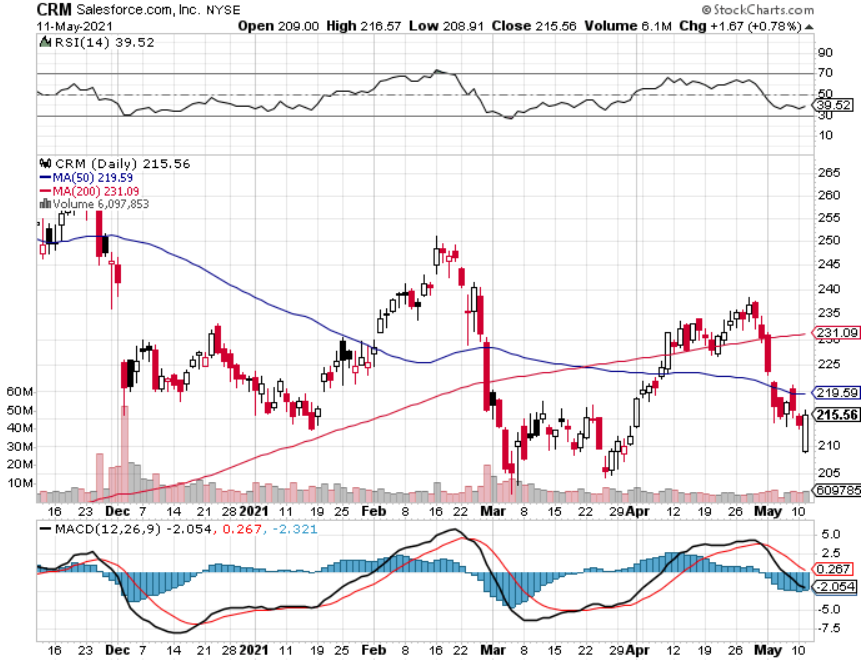 CRM Salesforce.com, Inc. NYSE © StockCharts.com
11-May-2021 Open 209.00 High 216.57 Low 208.91 Close 215.56 Volume 6.1M Chg +1.67 (+0.78%)
RSI(14) 39.52
90
70
50
39.52
30
10
CRM (Daily) 215.56
MA(50) 219.59
MA(200) 231.09
Volume 6,097,853
265
260
255
250
245
240
235
231.09
230
225
219.59
215.56
210
205
609785
60M
50M
40M
30M
20M
10M
16 23 Dec 7 14 21 28 2021 11 19 25 Feb 8 16 22 Mar 8 15 22 29 Apr 12 19 26 May 10
MACD(12,26,9) -2.054, 0.267, -2.321
5.0
2.5
0.267
-2.054
-5.0
-7.5
16 23 Dec 7 14 21 28 2021 11 19 25 Feb 8 16 22 Mar 8 15 22 29 Apr 12 19 26 May 10